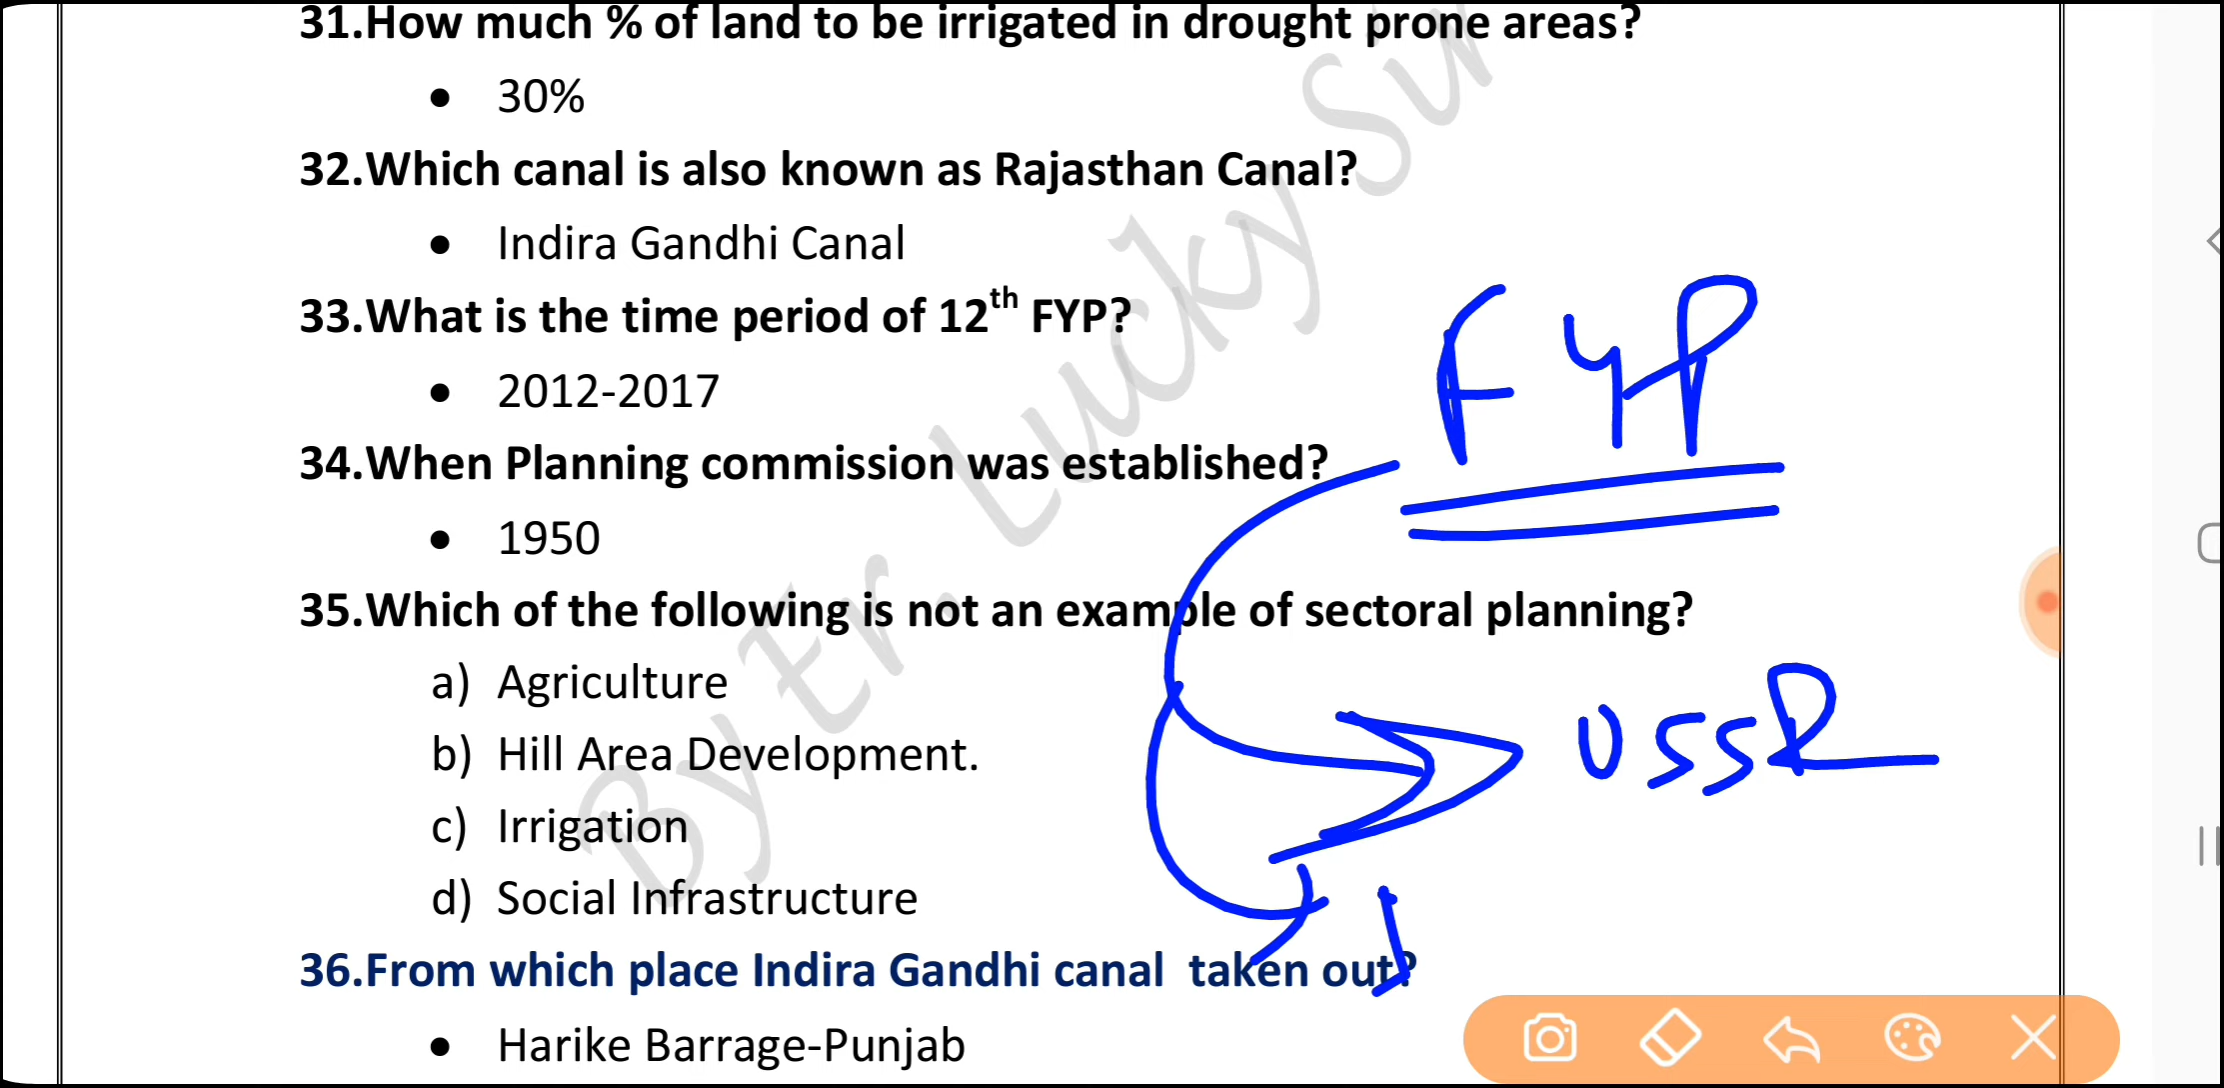 31.How much % of land to be irrigated in drought prone areas?
• 30%
32.Which canal is also known as Rajasthan Canal?
• Indira Gandhi Canal
33.What is the time period of 12th FYP?
• 2012-2017
FYP
34.When Planning commission was established?
• 1950
35.Which of the following is not an example of sectoral planning?
a) Agriculture
b) Hill Area Development.
USSR
c) Irrigation
d) Social Infrastructure
36.From which place Indira Gandhi canal taken out?
• Harike Barrage-Punjab
By Er. Lucky Sir